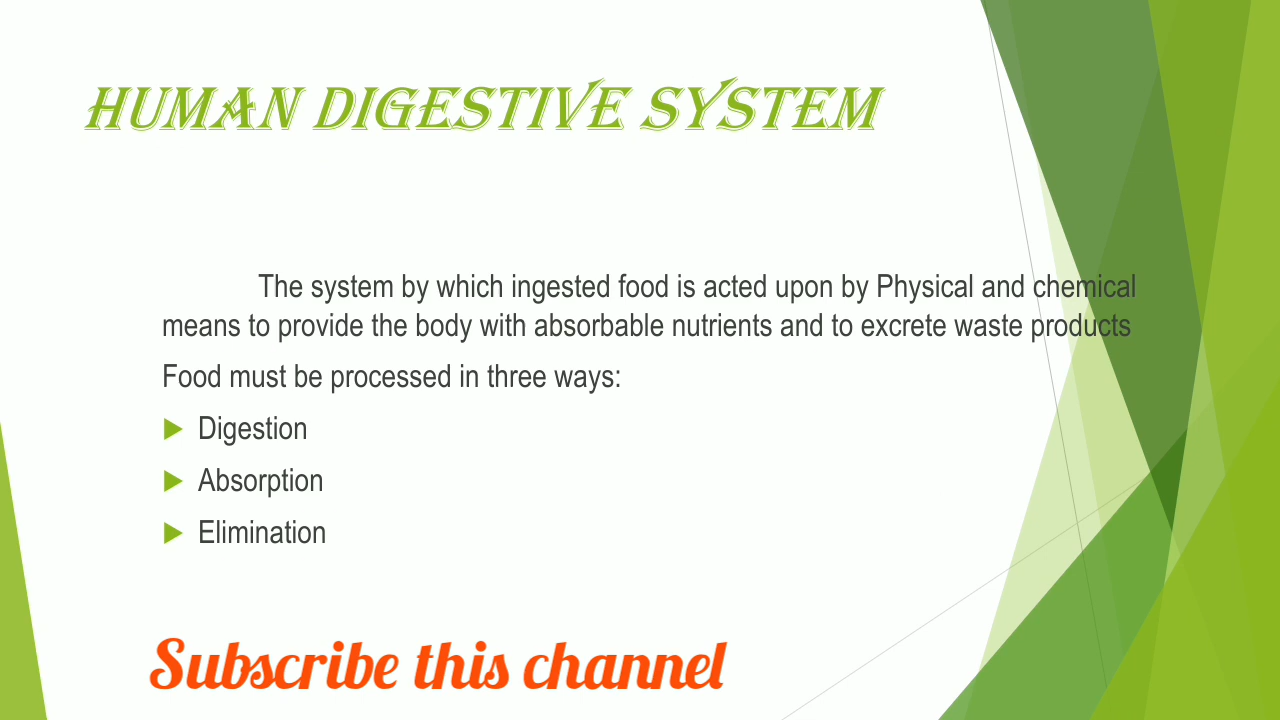 HUMAN DIGESTIVE SYSTEM
The system by which ingested food is acted upon by Physical and chemical
means to provide the body with absorbable nutrients and to excrete waste products
Food must be processed in three ways:
Digestion
Absorption
Elimination
Subscribe this channel